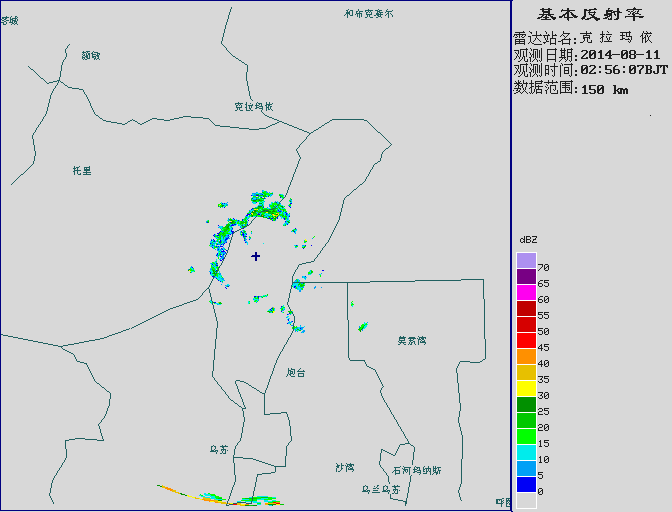 基本反射率
雷达站名:克 拉 玛 依
观测日期:2014-08-11
观测时间:02:56:07BJT
数据范围:150 km
和布克赛尔
额敏
克拉玛依
托里
莫索湾
炮台
乌苏
沙湾
石河玛纳斯
乌兰乌苏
dBZ
70
65
60
55
50
45
40
35
30
25
20
15
10
5
0